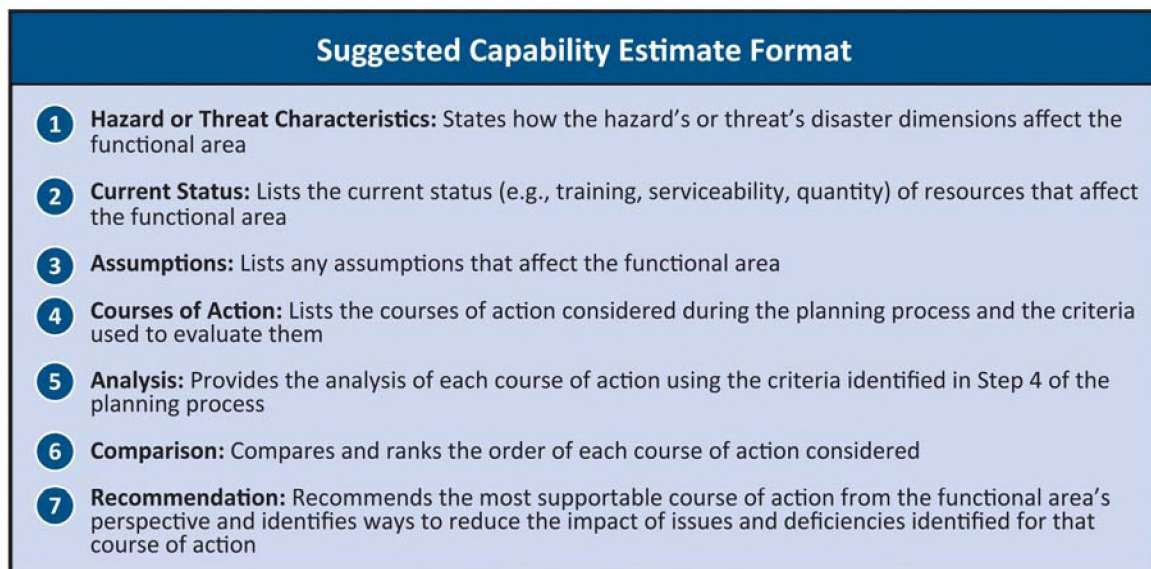 Suggested Capability Estimate Format
1 Hazard or Threat Characteristics: States how the hazard's or threat's disaster dimensions affect the
functional area
2 Current Status: Lists the current status (e.g., training, serviceability, quantity) of resources that affect
the functional area
3 Assumptions: Lists any assumptions that affect the functional area
4 Courses of Action: Lists the courses of action considered during the planning process and the criteria
used to evaluate them
5 Analysis: Provides the analysis of each course of action using the criteria identified in Step 4 of the
planning process
6 Comparison: Compares and ranks the order of each course of action considered
7 Recommendation: Recommends the most supportable course of action from the functional area's
perspective and identifies ways to reduce the impact of issues and deficiencies identified for that
course of action